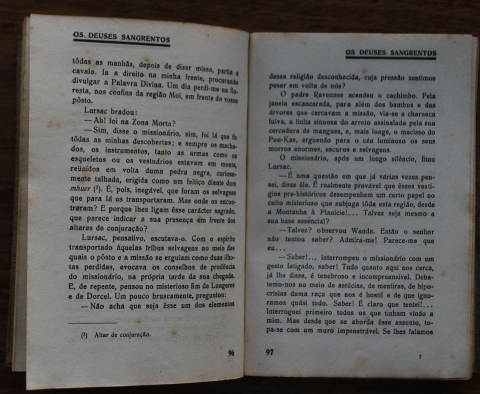 OS DEUSES SANGRENTOS
tôdas as manhãs, depois de dizer missa, partia a
cavalo. Ia a direito na minha frente, procurando
divulgar a Palavra Divina. Um dia perdi-me na flo-
resta, nos confins da região Moi, em frente do vosso
pôsto.
Lursac bradou:
—Ah! foi na Zona Morta?
—Sim, disse o missionário, sim, foi já que fiz
tôdas as minhas descobertas; e sempre os macha-
dos, os instrumentos, tanto as armas como os
esqueletos ou os vestuários estavam em monte,
reünidos em volta duma pedra negra, curiosa-
mente talhada, erigida como um feitiço diante dum
mhuer (¹). É, pois, inegável, que foram os selvagens
que para lá os transportaram. Mas onde os encon-
traram? E porque lhes ligam êsse carácter sagrado,
que parece indicar a sua presença em frente dos
altares de conjuração?
Lursac, pensativo, escutava-o. Com o espírito
transportado àquelas tribus selvagens no meio das
quais o pôsto e a missão se erguiam como duas ilho-
tas perdidas, evocava os conselhos de prudência
do missionário, na própria tarde da sua chegada.
E, de repente, pensou no misterioso fim de Longeres
e de Dorcel. Um pouco bruscamente, preguntou:
—Não acha que seja êsse um dos elementos
(¹) Altar de conjuração.
96
OS DEUSES SANGRENTOS
dessa religião desconhecida, cuja pressão sentimos
pesar em volta de nós?
O padre Ravennes acendeu o cachimbo. Pela
janela escancarada, para além dos bambus e das
árvores que cercavam a missão, via-se a charneca
fulva, a linha sinuosa do arroio assinalada pela sua
cercadura de mangues, e, mais longe, o maciço do
Pou-Kas, erguendo para o céu luminoso os seus
morros enormes, escuros e selvagens.
O missionário, após um longo silêncio, fitou
Lursac.
—É uma questão em que já várias vezes pen-
sei, disse êle. É realmente provável que êsses vestí-
gios pre-históricos desempenhem um certo papel no
culto misterioso que subjuga tôda esta região, desde
a Montanha à Planície!... Talvez seja mesmo a
sua base essencial?
—Talvez? observou Wanda. Então o senhor
não tentou saber? Admira-me! Parece-me que
eu...
—Saber!... interrompeu o missionário com um
gesto fatigado, saber! Tudo quanto aqui nos cerca,
já lho disse, é tenebroso e incompreensível. Deba-
temo-nos no meio de astúcias, de mentiras, de hipo-
crisias duma raça que nos é hostil e de que igno-
ramos quási tudo. Saber! É claro que tentei!...
Interroguei primeiro todos os que tinham vindo a
mim. Mas desde que se aborda êsse assunto, to-
pa-se com um muro impenetrável. Se lhes falamos
97